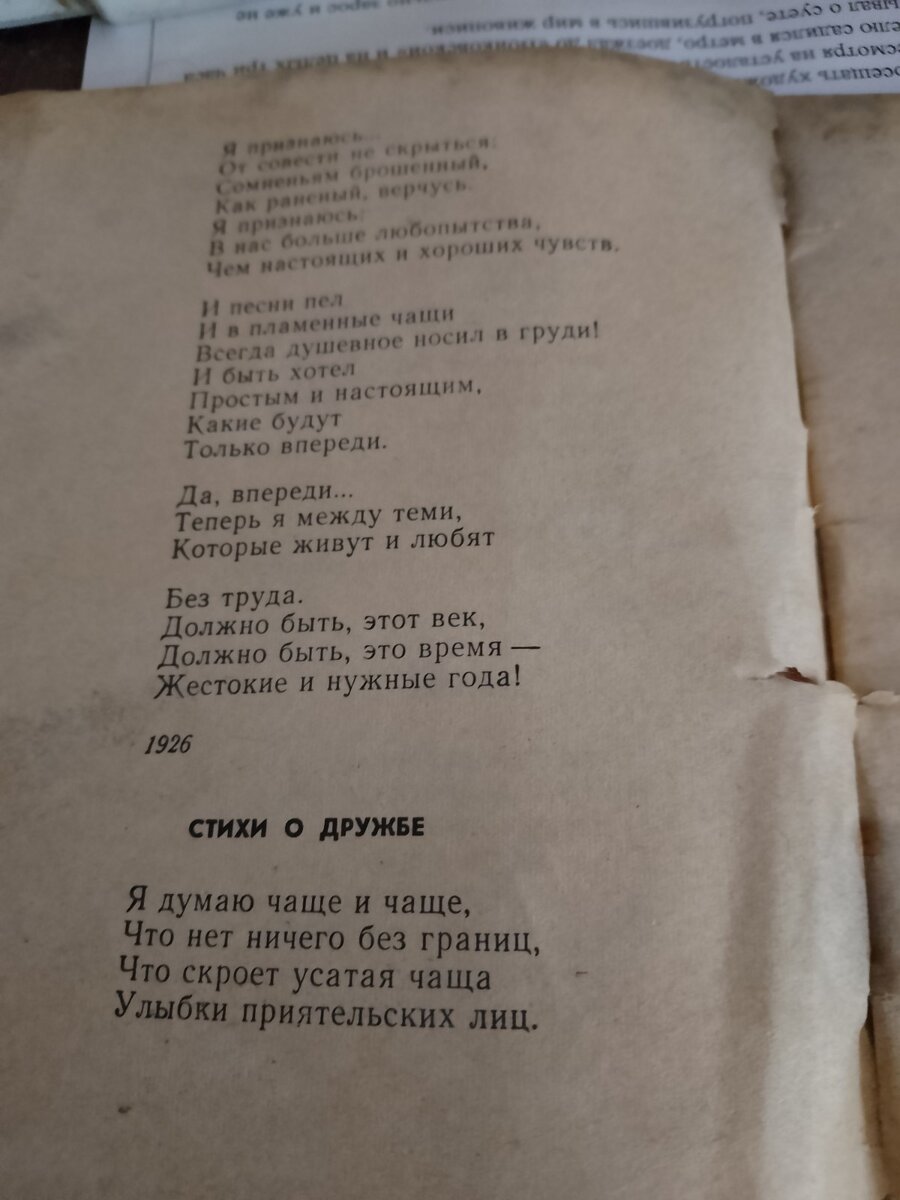 Я признаюсь...
От совести не скрыться:
Сомненьям брошенный,
Как раненый, верчусь.
Я признаюсь:
В нас больше любопытства,
Чем настоящих и хороших чувств.
И песни пел
И в пламенные чащи
Всегда душевное носил в груди!
И быть хотел
Простым и настоящим,
Какие будут
Только впереди.
Да, впереди...
Теперь я между теми,
Которые живут и любят
Без труда.
Должно быть, этот век,
Должно быть, это время —
Жестокие и нужные года!
1926
СТИХИ О ДРУЖБЕ
Я думаю чаще и чаще,
Что нет ничего без границ,
Что скроет усатая чаща
Улыбки приятельских лиц.